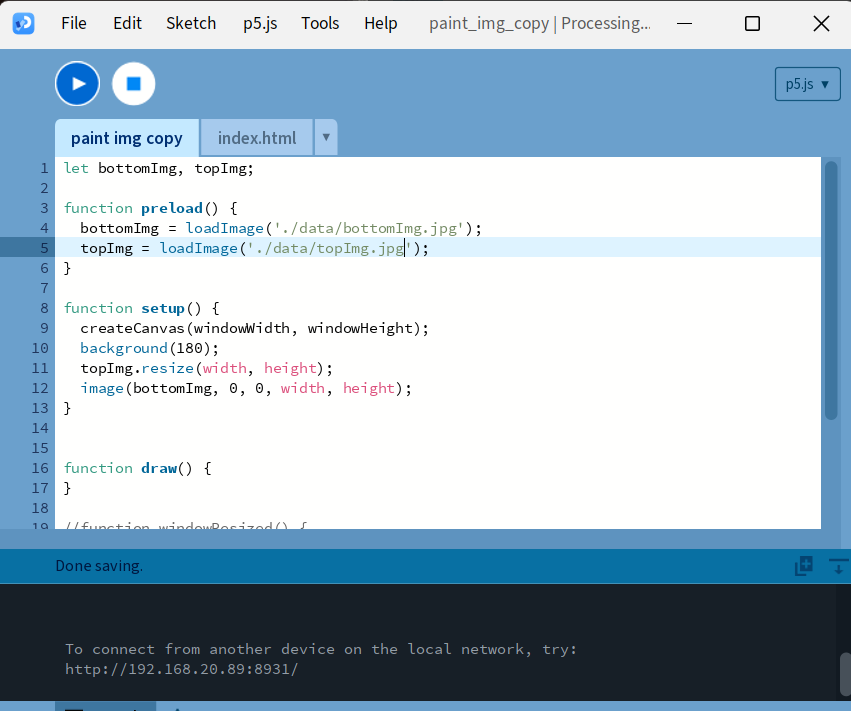 File Edit Sketch p5.js Tools Help paint_img_copy | Processing...
p5.js ▼
paint img copy index.html ▼
1 let bottomImg, topImg;
2
3 function preload() {
4 bottomImg = loadImage('./data/bottomImg.jpg');
5 topImg = loadImage('./data/topImg.jpg');
6 }
7
8 function setup() {
9 createCanvas(windowWidth, windowHeight);
10 background(180);
11 topImg.resize(width, height);
12 image(bottomImg, 0, 0, width, height);
13 }
14
15
16 function draw() {
17 }
18
19 //function windowResized() {
Done saving.
To connect from another device on the local network, try:
http://192.168.20.89:8931/